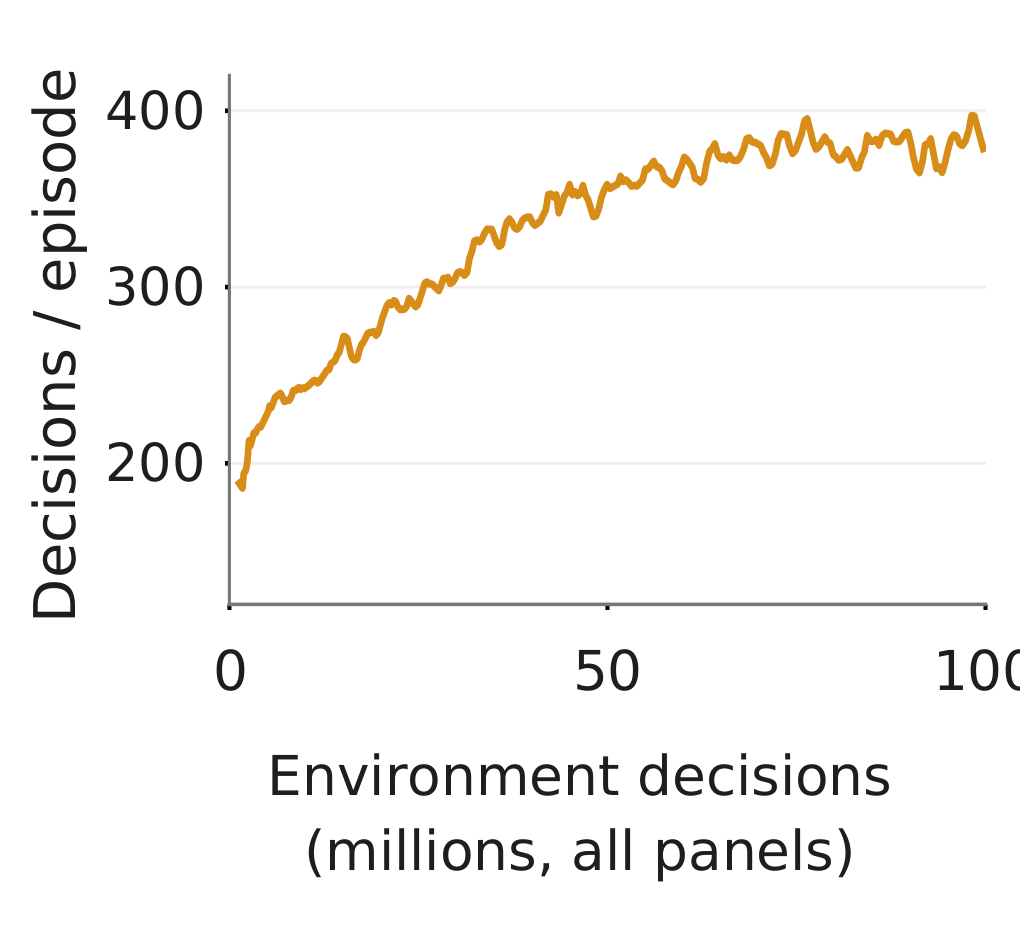 Decisions / episode
400
300
200
0
50
100
Environment decisions
(millions, all panels)